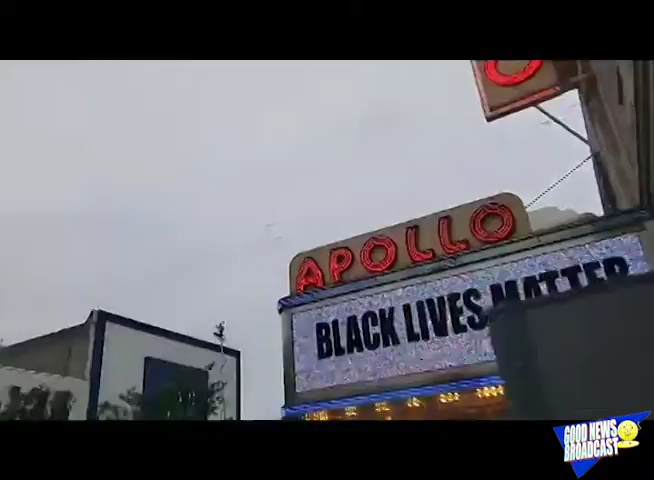 O
APOLLO
BLACK LIVES MATTER
GOOD NEWS
BROADCAST